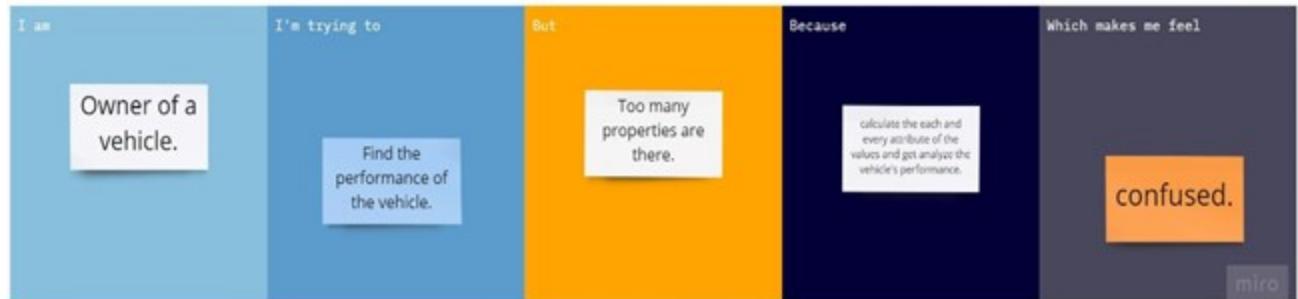 I am
Owner of a
vehicle.
I'm trying to
Find the
performance of
the vehicle.
But
Too many
properties are
there.
Because
calculate the each and
every attribute of the
values and get analyze the
vehicle's performance.
Which makes me feel
confused.
miro